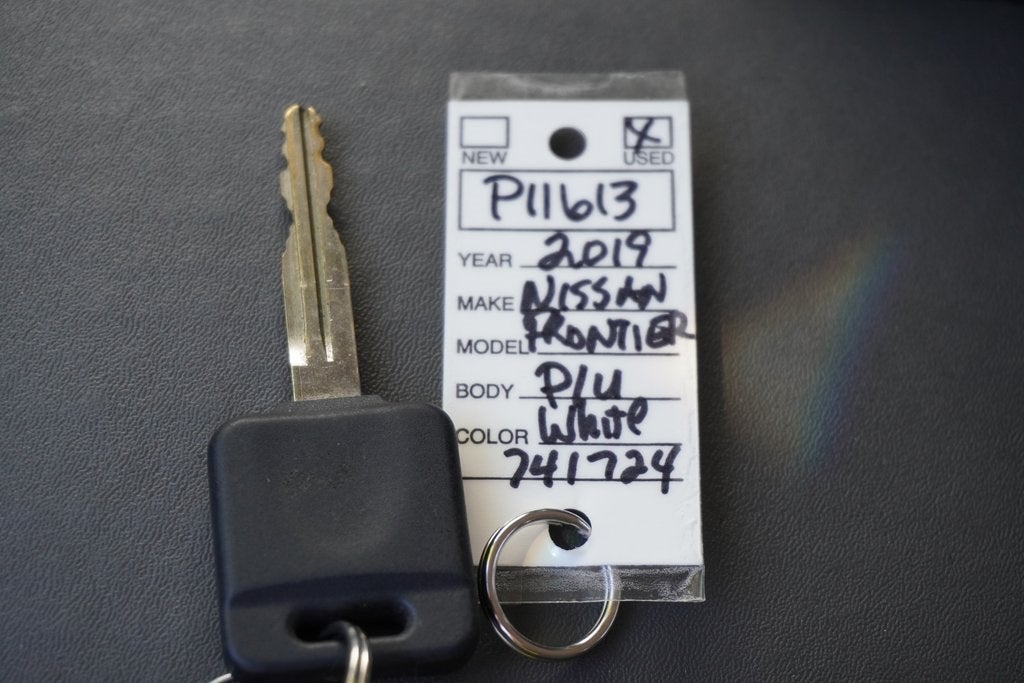 NEW USED
P11613
YEAR 2019
MAKE NISSAN
MODEL FRONTIER
BODY P/U
COLOR White
741724